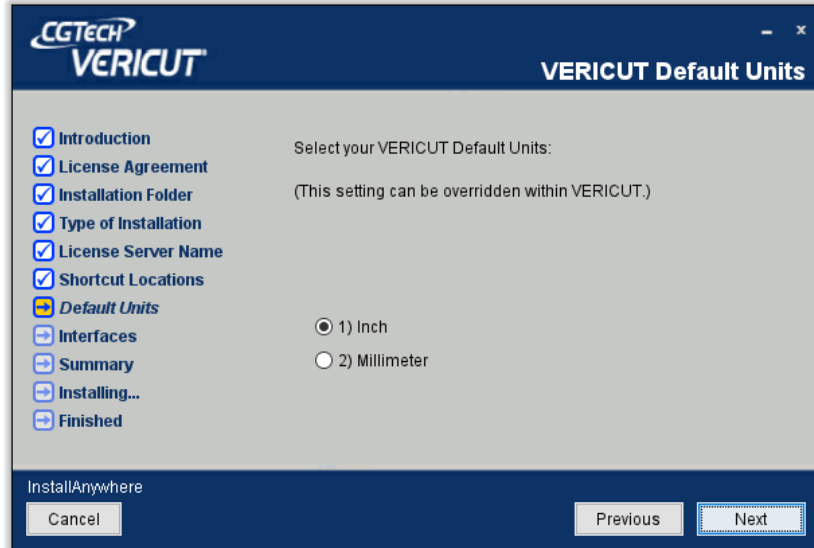 CGTECH
VERICUT
VERICUT Default Units
Introduction
License Agreement
Installation Folder
Type of Installation
License Server Name
Shortcut Locations
Default Units
Interfaces
Summary
Installing...
Finished
Select your VERICUT Default Units:
(This setting can be overridden within VERICUT.)
1) Inch
2) Millimeter
InstallAnywhere
Cancel
Previous
Next